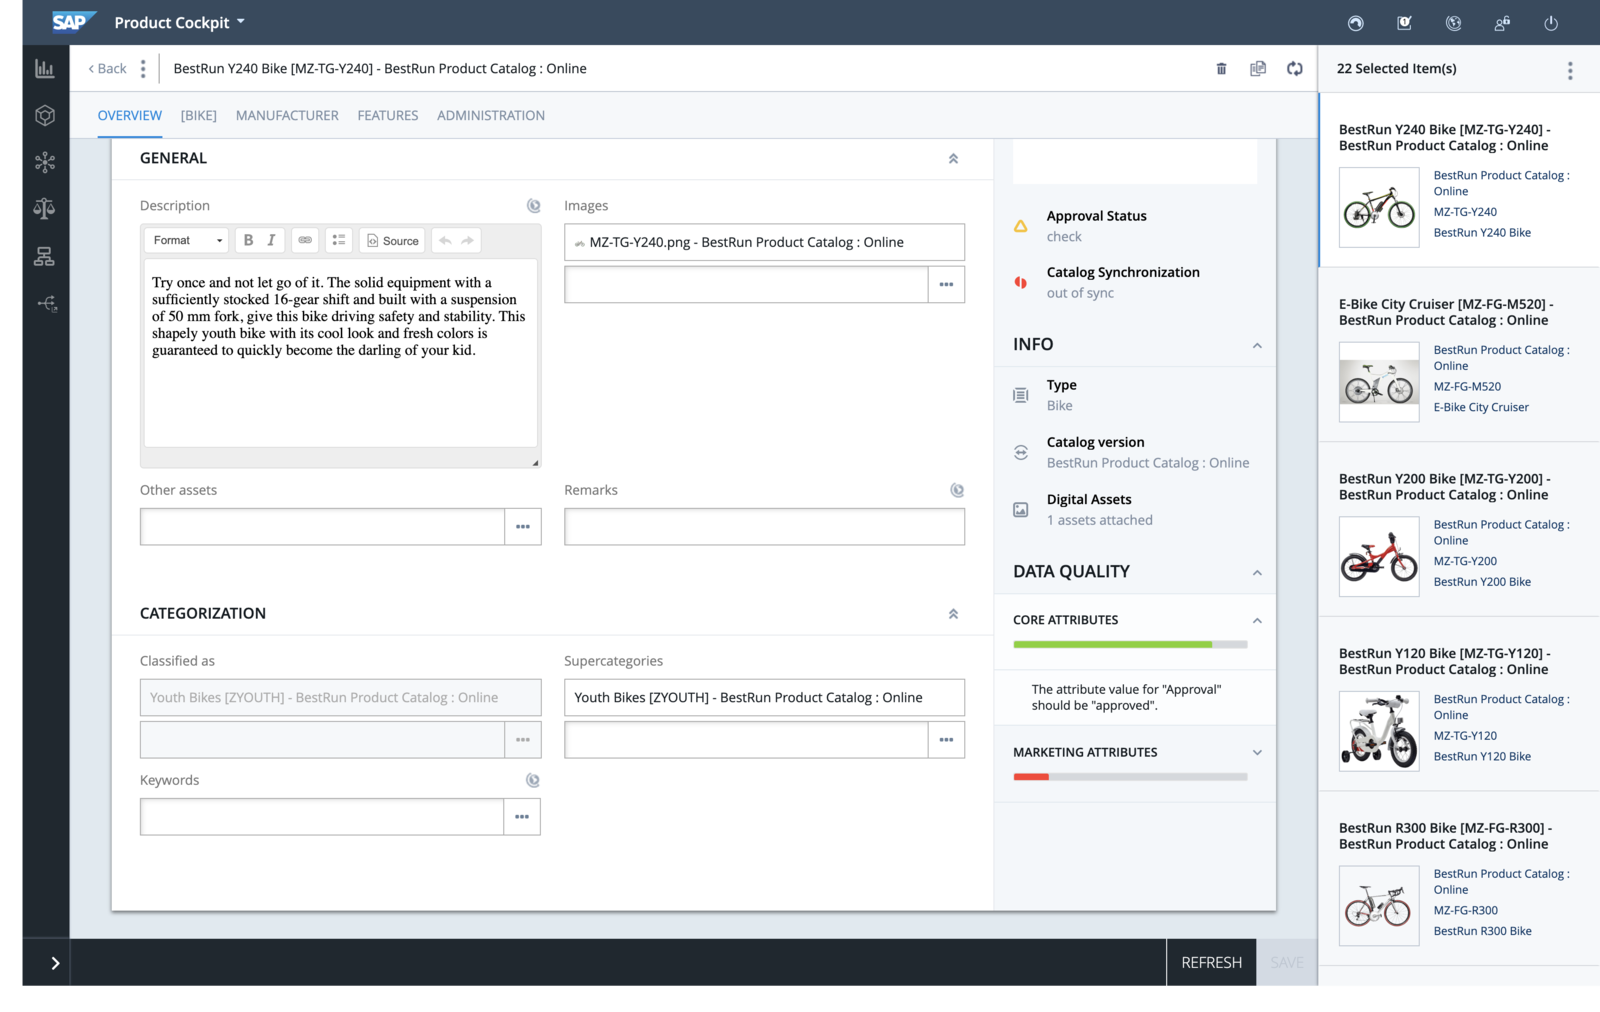 SAP Product Cockpit
Back
BestRun Y240 Bike [MZ-TG-Y240] - BestRun Product Catalog : Online
OVERVIEW [BIKE] MANUFACTURER FEATURES ADMINISTRATION
GENERAL
Description
Format B I Source
Try once and not let go of it. The solid equipment with a
sufficiently stocked 16-gear shift and built with a suspension
of 50 mm fork, give this bike driving safety and stability. This
shapely youth bike with its cool look and fresh colors is
guaranteed to quickly become the darling of your kid.
Images
MZ-TG-Y240.png - BestRun Product Catalog : Online
Other assets
Remarks
CATEGORIZATION
Classified as
Youth Bikes [ZYOUTH] - BestRun Product Catalog : Online
Supercategories
Youth Bikes [ZYOUTH] - BestRun Product Catalog : Online
Keywords
Approval Status
check
Catalog Synchronization
out of sync
INFO
Type
Bike
Catalog version
BestRun Product Catalog : Online
Digital Assets
1 assets attached
DATA QUALITY
CORE ATTRIBUTES
The attribute value for "Approval"
should be "approved".
MARKETING ATTRIBUTES
REFRESH
SAVE
22 Selected Item(s)
BestRun Y240 Bike [MZ-TG-Y240] -
BestRun Product Catalog : Online
BestRun Product Catalog :
Online
MZ-TG-Y240
BestRun Y240 Bike
E-Bike City Cruiser [MZ-FG-M520] -
BestRun Product Catalog : Online
BestRun Product Catalog :
Online
MZ-FG-M520
E-Bike City Cruiser
BestRun Y200 Bike [MZ-TG-Y200] -
BestRun Product Catalog : Online
BestRun Product Catalog :
Online
MZ-TG-Y200
BestRun Y200 Bike
BestRun Y120 Bike [MZ-TG-Y120] -
BestRun Product Catalog : Online
BestRun Product Catalog :
Online
MZ-TG-Y120
BestRun Y120 Bike
BestRun R300 Bike [MZ-FG-R300] -
BestRun Product Catalog : Online
BestRun Product Catalog :
Online
MZ-FG-R300
BestRun R300 Bike